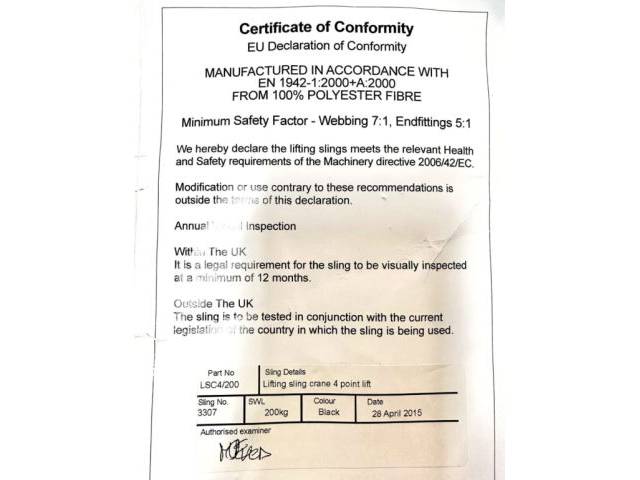 Certificate of Conformity
EU Declaration of Conformity
MANUFACTURED IN ACCORDANCE WITH
EN 1942-1:2000+A:2000
FROM 100% POLYESTER FIBRE
Minimum Safety Factor - Webbing 7:1, Endfittings 5:1
We hereby declare the lifting slings meets the relevant Health
and Safety requirements of the Machinery directive 2006/42/EC.
Modification or use contrary to these recommendations is
outside the terms of this declaration.
Annual Visual Inspection
Within The UK
It is a legal requirement for the sling to be visually inspected
at a minimum of 12 months.
Outside The UK
The sling is to be tested in conjunction with the current
legislation of the country in which the sling is being used.
Part No Sling Details
LSC4/200 Lifting sling crane 4 point lift
Sling No. SWL Colour Date
3307 200kg Black 28 April 2015
Authorised examiner